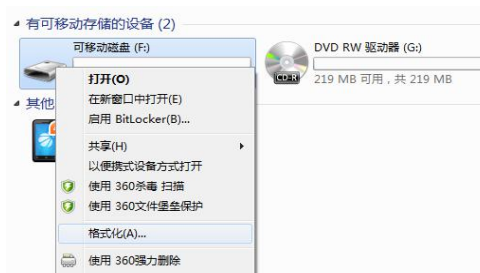 有可移动存储的设备 (2)
可移动磁盘 (F:)
DVD RW 驱动器 (G:)
CD-R
219 MB 可用，共 219 MB
其他
打开(O)
在新窗口中打开(E)
启用 BitLocker(B)...
共享(H)
以便携式设备方式打开
使用 360杀毒 扫描
使用 360文件堡垒保护
格式化(A)...
使用 360强力删除